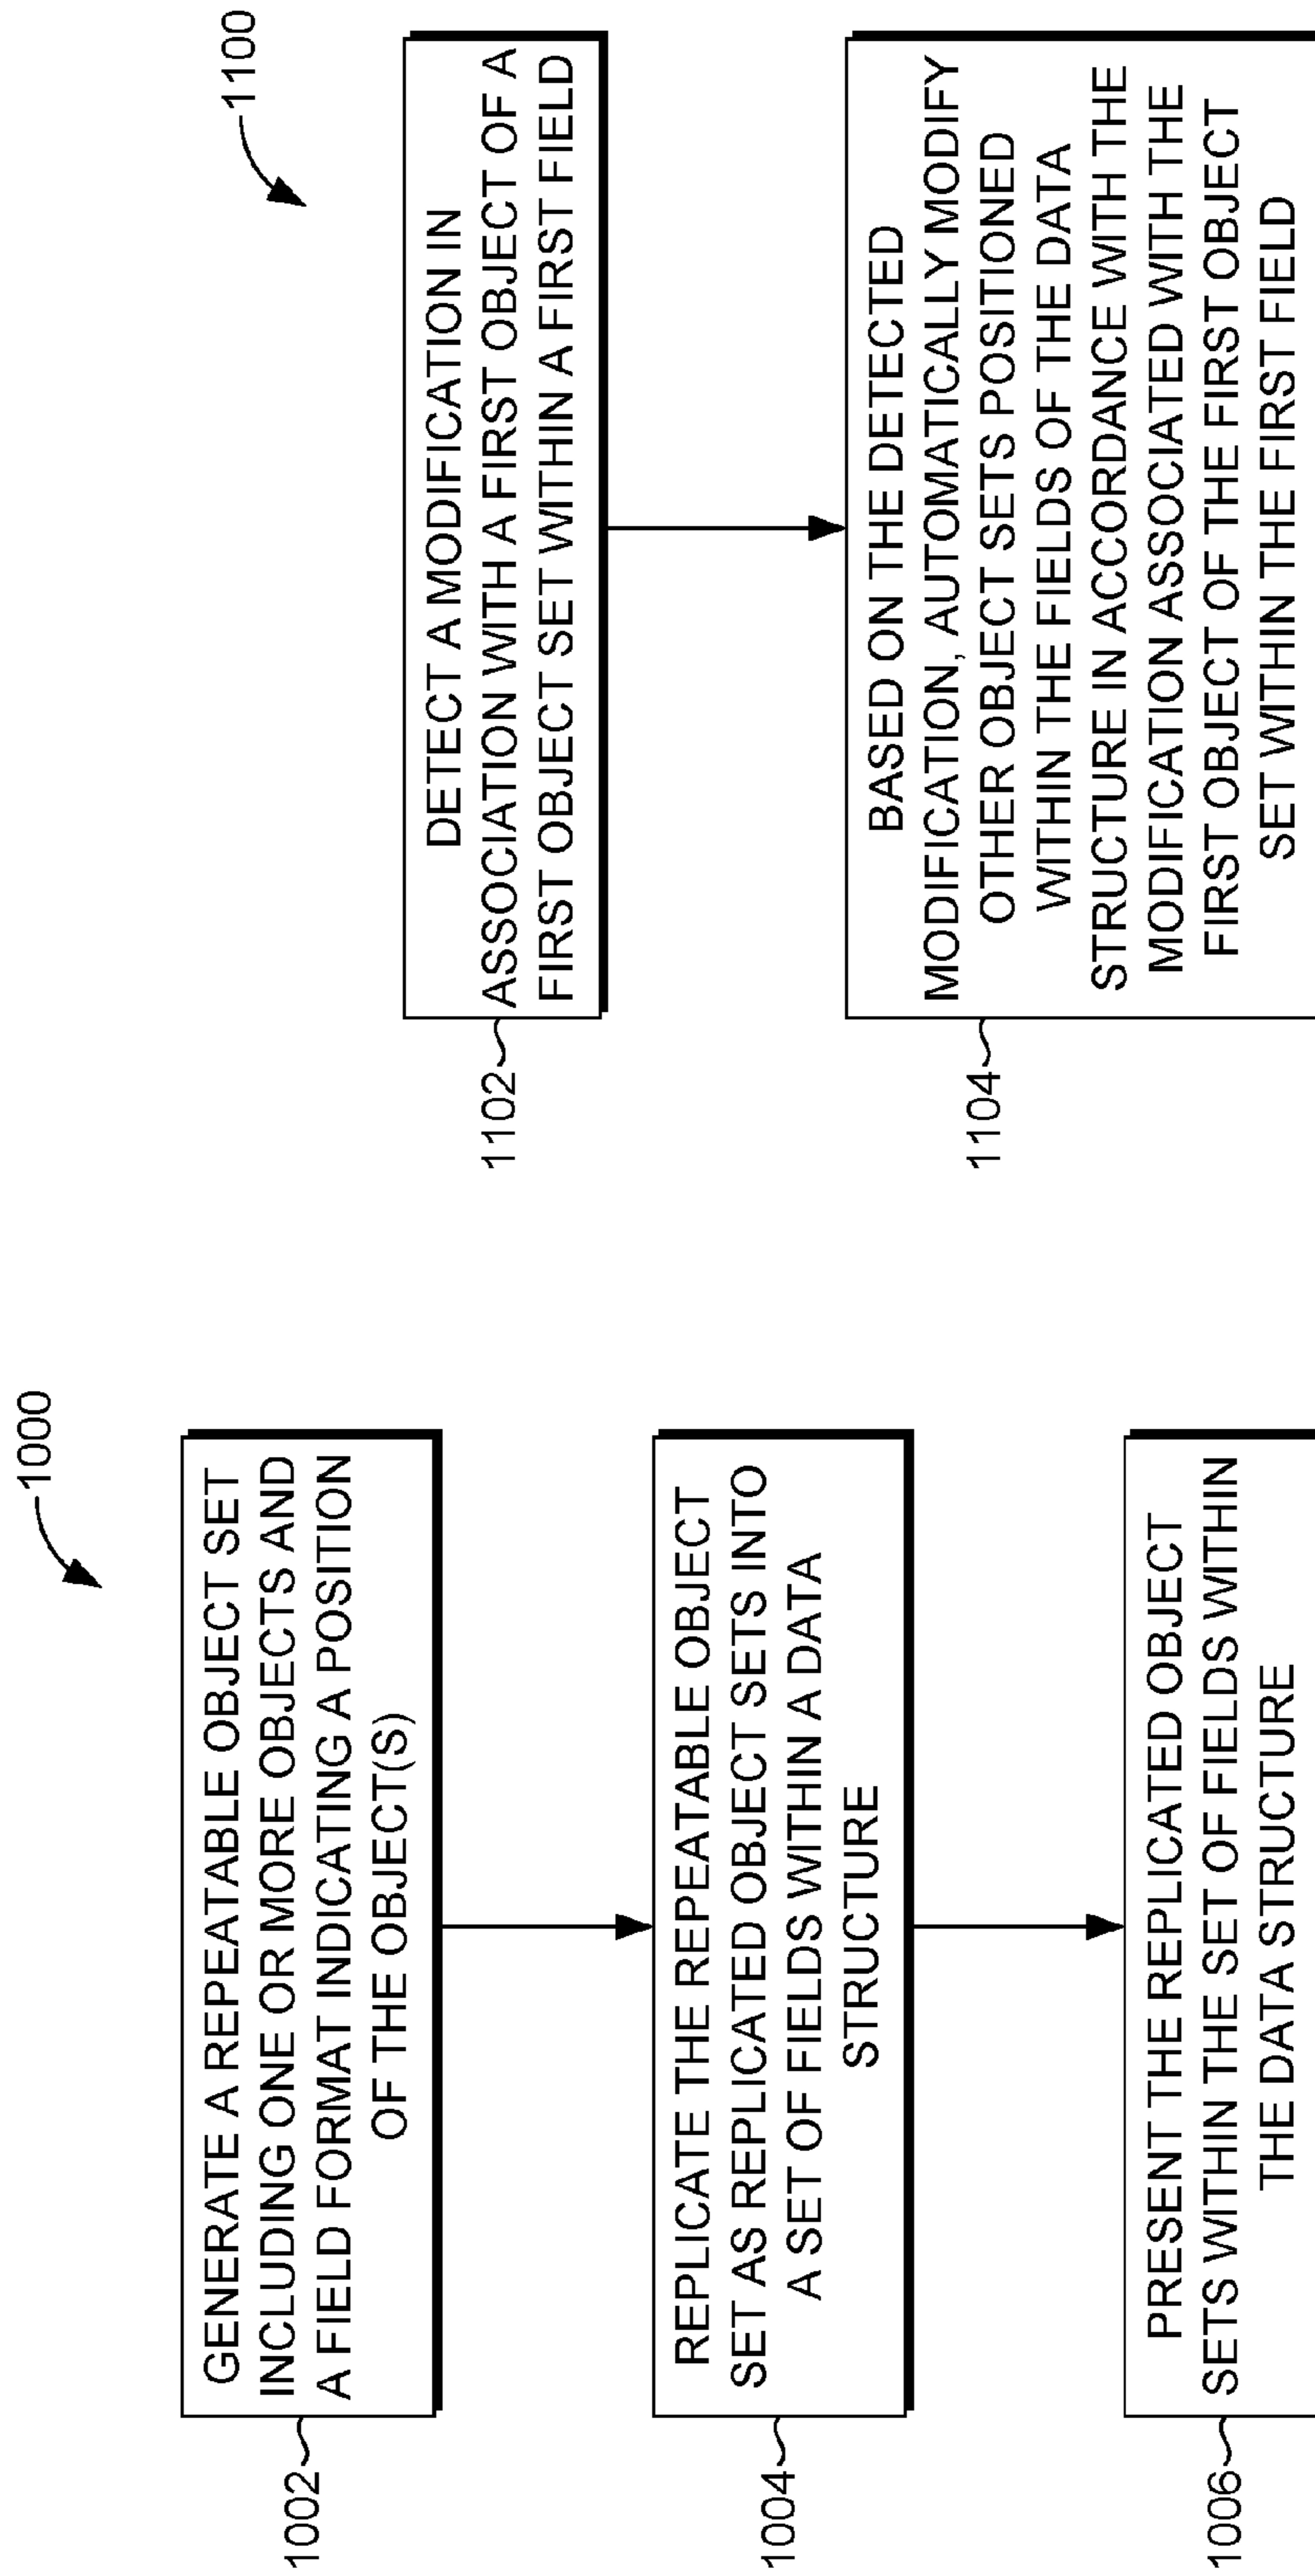 1000
1002
GENERATE A REPEATABLE OBJECT SET
INCLUDING ONE OR MORE OBJECTS AND
A FIELD FORMAT INDICATING A POSITION
OF THE OBJECT(S)
1004
REPLICATE THE REPEATABLE OBJECT
SET AS REPLICATED OBJECT SETS INTO
A SET OF FIELDS WITHIN A DATA
STRUCTURE
1006
PRESENT THE REPLICATED OBJECT
SETS WITHIN THE SET OF FIELDS WITHIN
THE DATA STRUCTURE
1100
1102
DETECT A MODIFICATION IN
ASSOCIATION WITH A FIRST OBJECT OF A
FIRST OBJECT SET WITHIN A FIRST FIELD
1104
BASED ON THE DETECTED
MODIFICATION, AUTOMATICALLY MODIFY
OTHER OBJECT SETS POSITIONED
WITHIN THE FIELDS OF THE DATA
STRUCTURE IN ACCORDANCE WITH THE
MODIFICATION ASSOCIATED WITH THE
FIRST OBJECT OF THE FIRST OBJECT
SET WITHIN THE FIRST FIELD